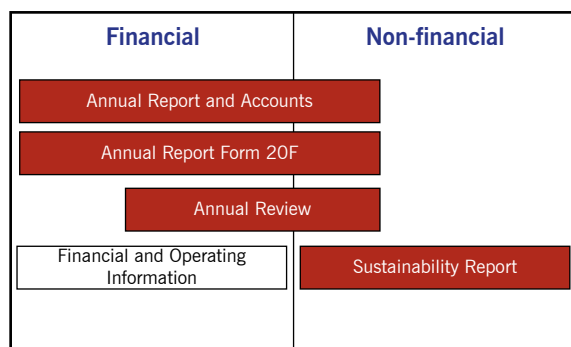 Financial
Non-financial
Annual Report and Accounts
Annual Report Form 20F
Annual Review
Financial and Operating
Information
Sustainability Report